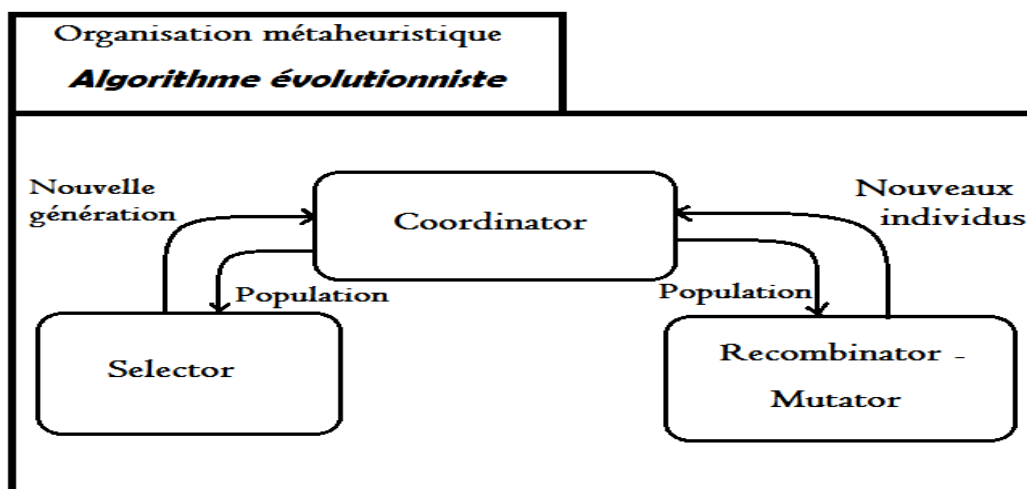 Organisation métaheuristique
Algorithme évolutionniste
Nouvelle
génération
Coordinator
Nouveaux
individus
Population
Population
Selector
Recombinator -
Mutator